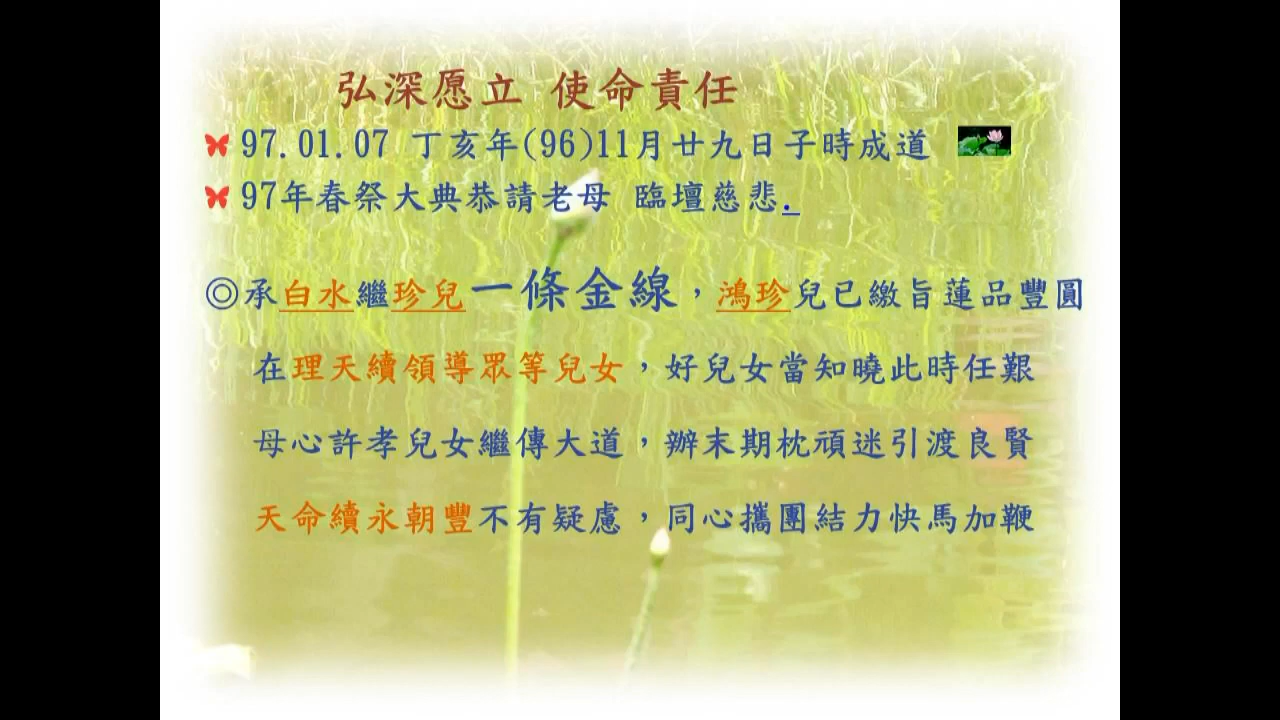 弘深愿立 使命責任
97.01.07 丁亥年(96)11月廿九日子時成道
97年春祭大典恭請老母 臨壇慈悲.
◎承白水繼珍兒一條金線，鴻珍兒已繳旨蓮品豐圓
在理天續領導眾等兒女，好兒女當知曉此時任艱
母心許孝兒女繼傳大道，辦末期枕頑迷引渡良賢
天命續永朝豐不有疑慮，同心攜團結力快馬加鞭